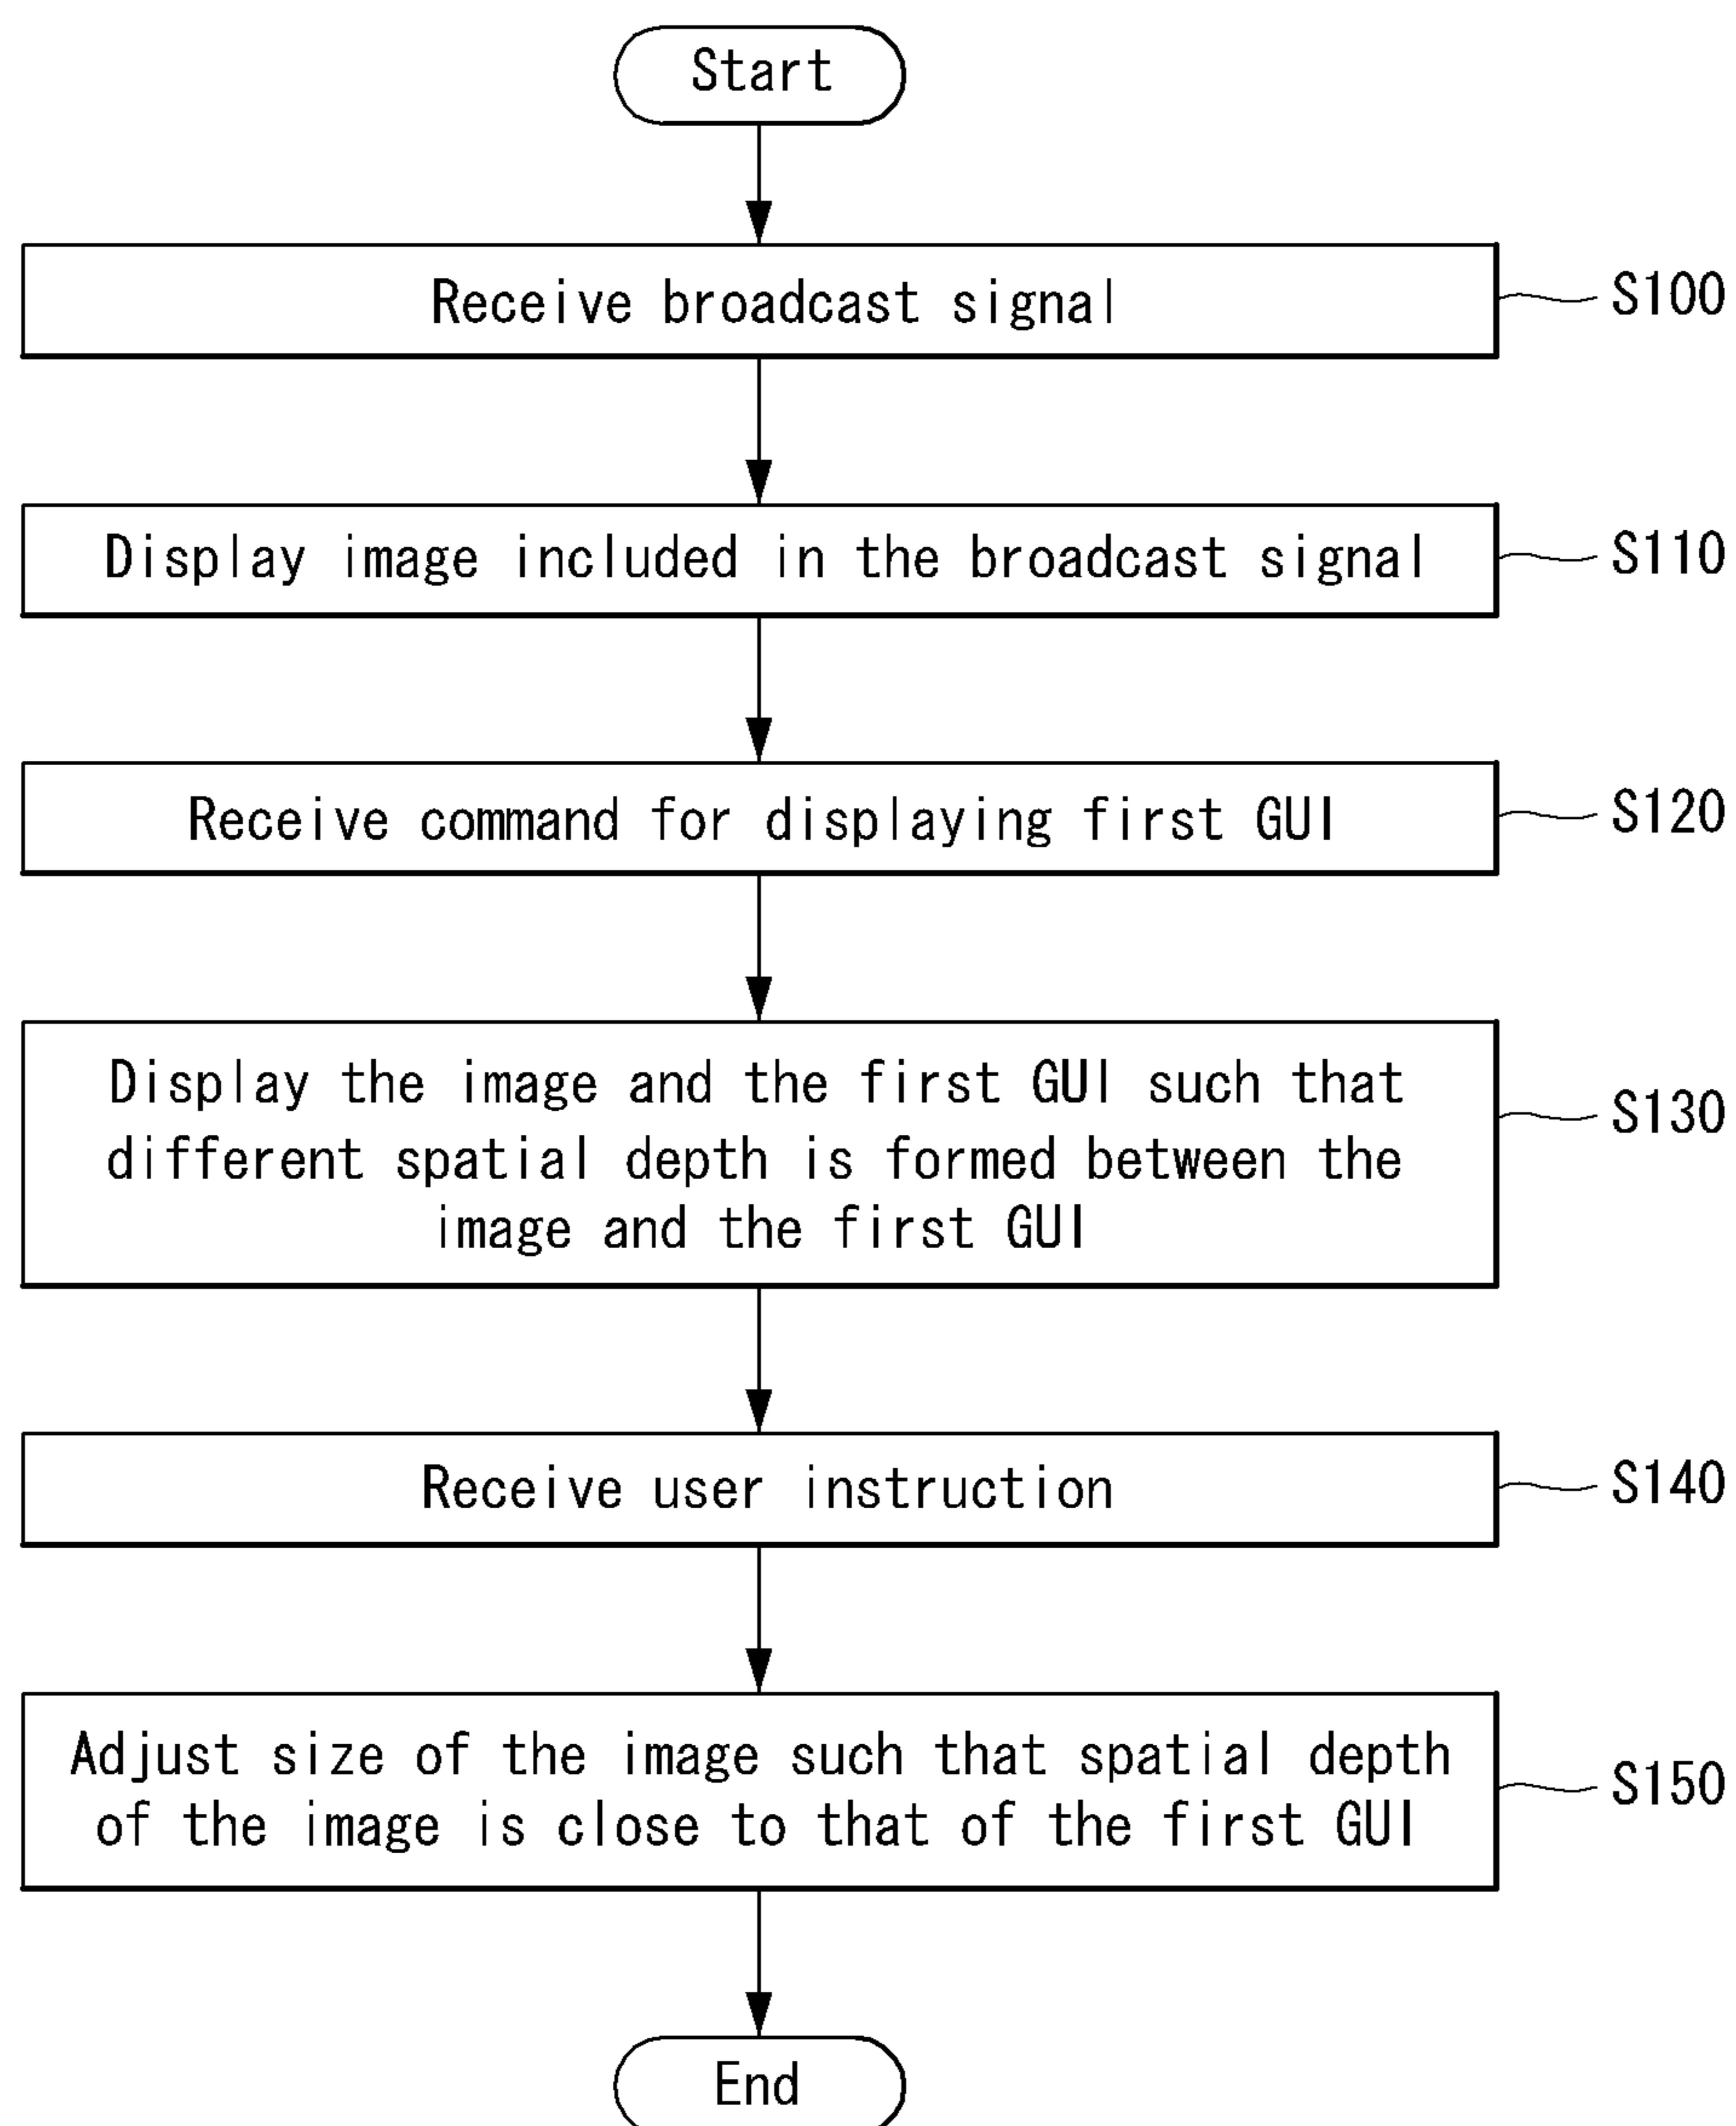 Start
Receive broadcast signal
S100
Display image included in the broadcast signal
S110
Receive command for displaying first GUI
S120
Display the image and the first GUI such that
different spatial depth is formed between the
image and the first GUI
S130
Receive user instruction
S140
Adjust size of the image such that spatial depth
of the image is close to that of the first GUI
S150
End